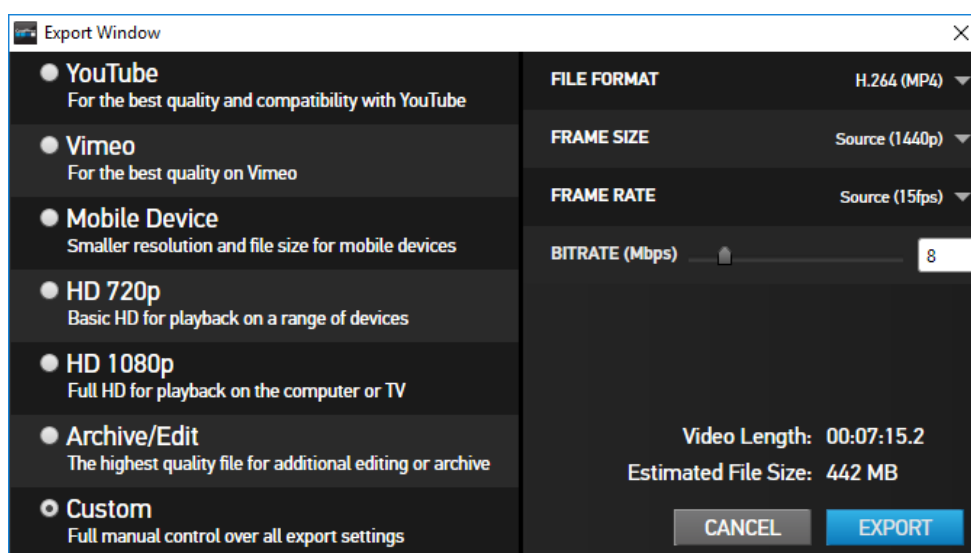 Export Window
YouTube
For the best quality and compatibility with YouTube
Vimeo
For the best quality on Vimeo
Mobile Device
Smaller resolution and file size for mobile devices
HD 720p
Basic HD for playback on a range of devices
HD 1080p
Full HD for playback on the computer or TV
Archive/Edit
The highest quality file for additional editing or archive
Custom
Full manual control over all export settings
FILE FORMAT H.264 (MP4)
FRAME SIZE Source (1440p)
FRAME RATE Source (15fps)
BITRATE (Mbps) 8
Video Length: 00:07:15.2
Estimated File Size: 442 MB
CANCEL EXPORT